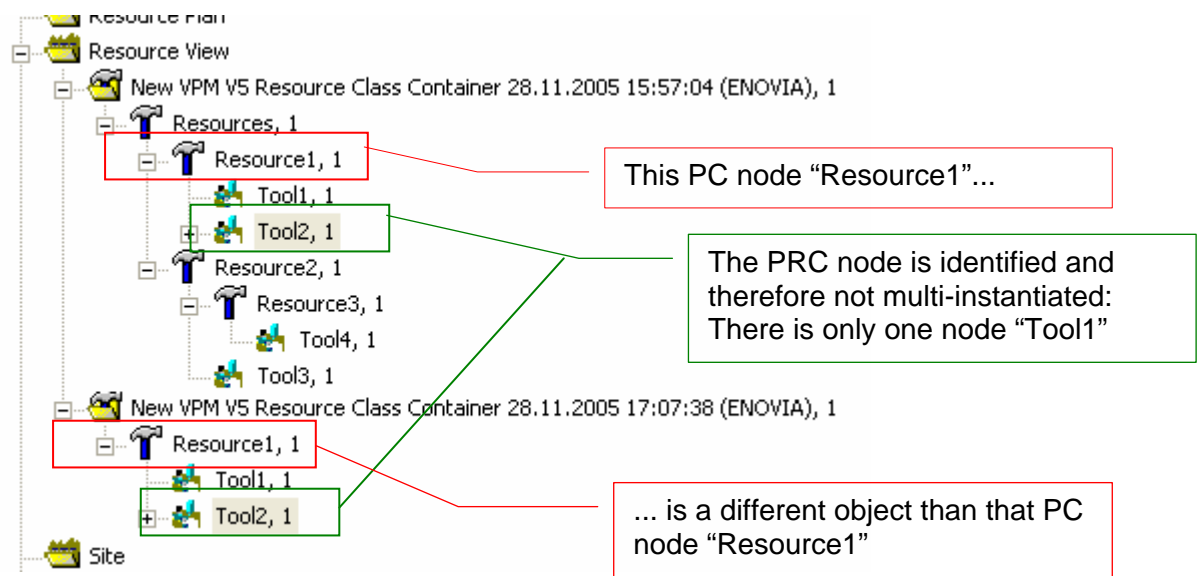 Resource Plan
Resource View
New VPM V5 Resource Class Container 28.11.2005 15:57:04 (ENOVIA), 1
Resources, 1
Resource1, 1
This PC node “Resource1”...
Tool1, 1
Tool2, 1
The PRC node is identified and
therefore not multi-instantiated:
There is only one node “Tool1”
Resource2, 1
Resource3, 1
Tool4, 1
Tool3, 1
New VPM V5 Resource Class Container 28.11.2005 17:07:38 (ENOVIA), 1
Resource1, 1
Tool1, 1
Tool2, 1
... is a different object than that PC
node “Resource1”
Site